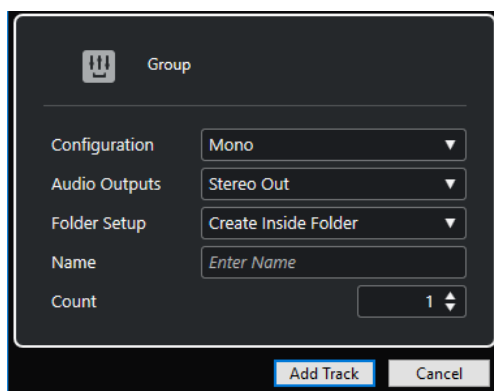 Group
Configuration Mono
Audio Outputs Stereo Out
Folder Setup Create Inside Folder
Name Enter Name
Count 1
Add Track Cancel